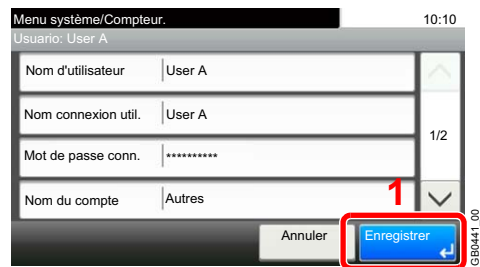 Menu système/Compteur.
10:10
Usuario: User A
Nom d'utilisateur User A
Nom connexion util. User A
1/2
Mot de passe conn. **********
Nom du compte Autres
1
Annuler
Enregistrer
GB0441_00